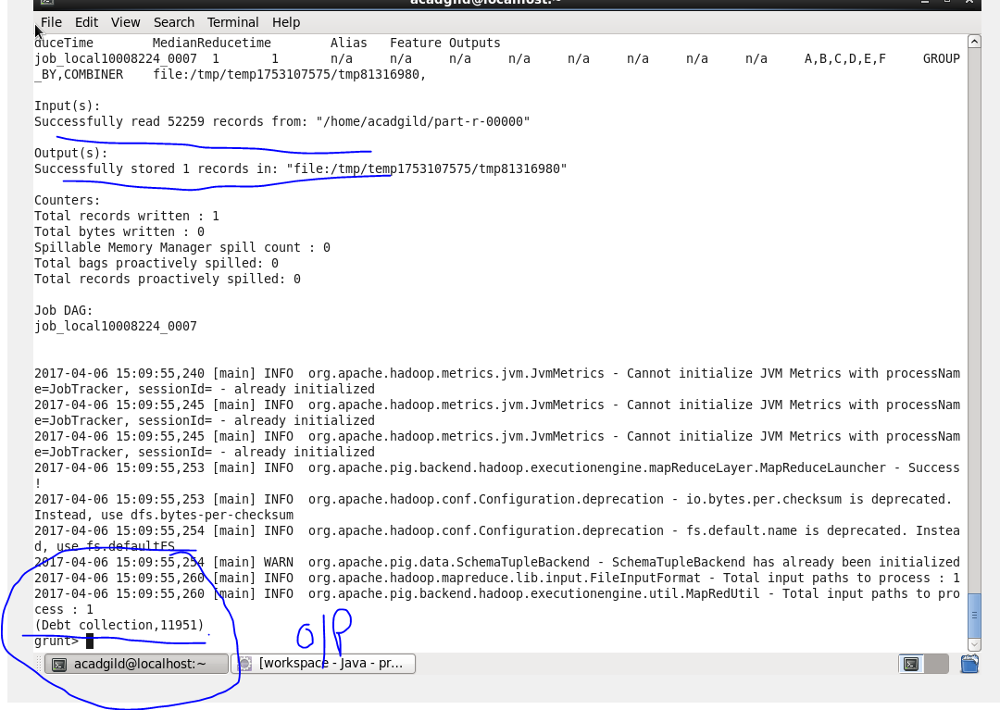 acadgild@localhost:~
File Edit View Search Terminal Help
duceTime MedianReducetime Alias Feature Outputs
job_local10008224_0007 1 1 n/a n/a n/a n/a n/a n/a n/a n/a A,B,C,D,E,F GROUP
_BY,COMBINER file:/tmp/temp1753107575/tmp81316980,
Input(s):
Successfully read 52259 records from: "/home/acadgild/part-r-00000"
Output(s):
Successfully stored 1 records in: "file:/tmp/temp1753107575/tmp81316980"
Counters:
Total records written : 1
Total bytes written : 0
Spillable Memory Manager spill count : 0
Total bags proactively spilled: 0
Total records proactively spilled: 0
Job DAG:
job_local10008224_0007
2017-04-06 15:09:55,240 [main] INFO org.apache.hadoop.metrics.jvm.JvmMetrics - Cannot initialize JVM Metrics with processNam
e=JobTracker, sessionId= - already initialized
2017-04-06 15:09:55,245 [main] INFO org.apache.hadoop.metrics.jvm.JvmMetrics - Cannot initialize JVM Metrics with processNam
e=JobTracker, sessionId= - already initialized
2017-04-06 15:09:55,245 [main] INFO org.apache.hadoop.metrics.jvm.JvmMetrics - Cannot initialize JVM Metrics with processNam
e=JobTracker, sessionId= - already initialized
2017-04-06 15:09:55,253 [main] INFO org.apache.pig.backend.hadoop.executionengine.mapReduceLayer.MapReduceLauncher - Success
!
2017-04-06 15:09:55,253 [main] INFO org.apache.hadoop.conf.Configuration.deprecation - io.bytes.per.checksum is deprecated.
Instead, use dfs.bytes-per-checksum
2017-04-06 15:09:55,254 [main] INFO org.apache.hadoop.conf.Configuration.deprecation - fs.default.name is deprecated. Instea
d, use fs.defaultFS
2017-04-06 15:09:55,254 [main] WARN org.apache.pig.data.SchemaTupleBackend - SchemaTupleBackend has already been initialized
2017-04-06 15:09:55,260 [main] INFO org.apache.hadoop.mapreduce.lib.input.FileInputFormat - Total input paths to process : 1
2017-04-06 15:09:55,260 [main] INFO org.apache.pig.backend.hadoop.executionengine.util.MapRedUtil - Total input paths to pro
cess : 1
(Debt collection,11951)
grunt>
O/P
acadgild@localhost:~ [workspace - Java - pr...